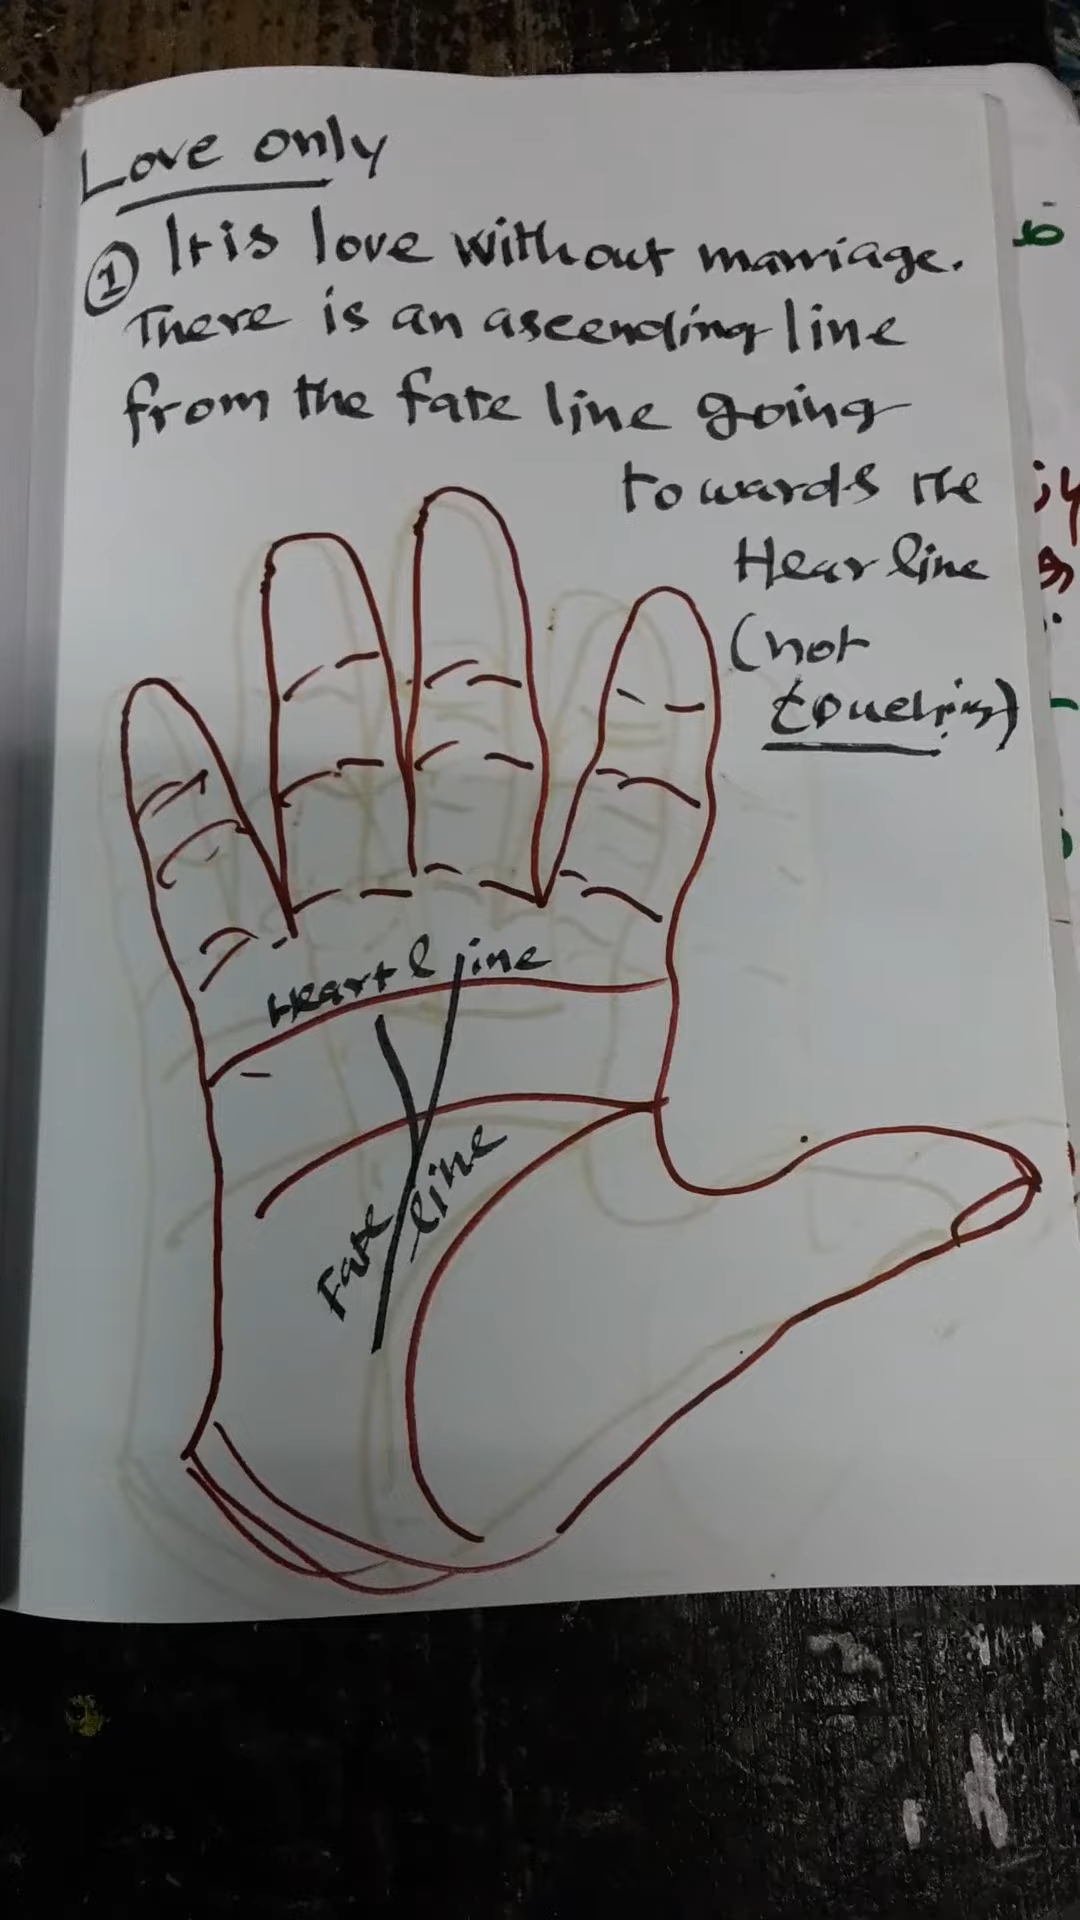 Love only
① It is love without marriage.
There is an ascending line
from the fate line going
towards the
Hear line
(not
touching)
Heart line
Fate line